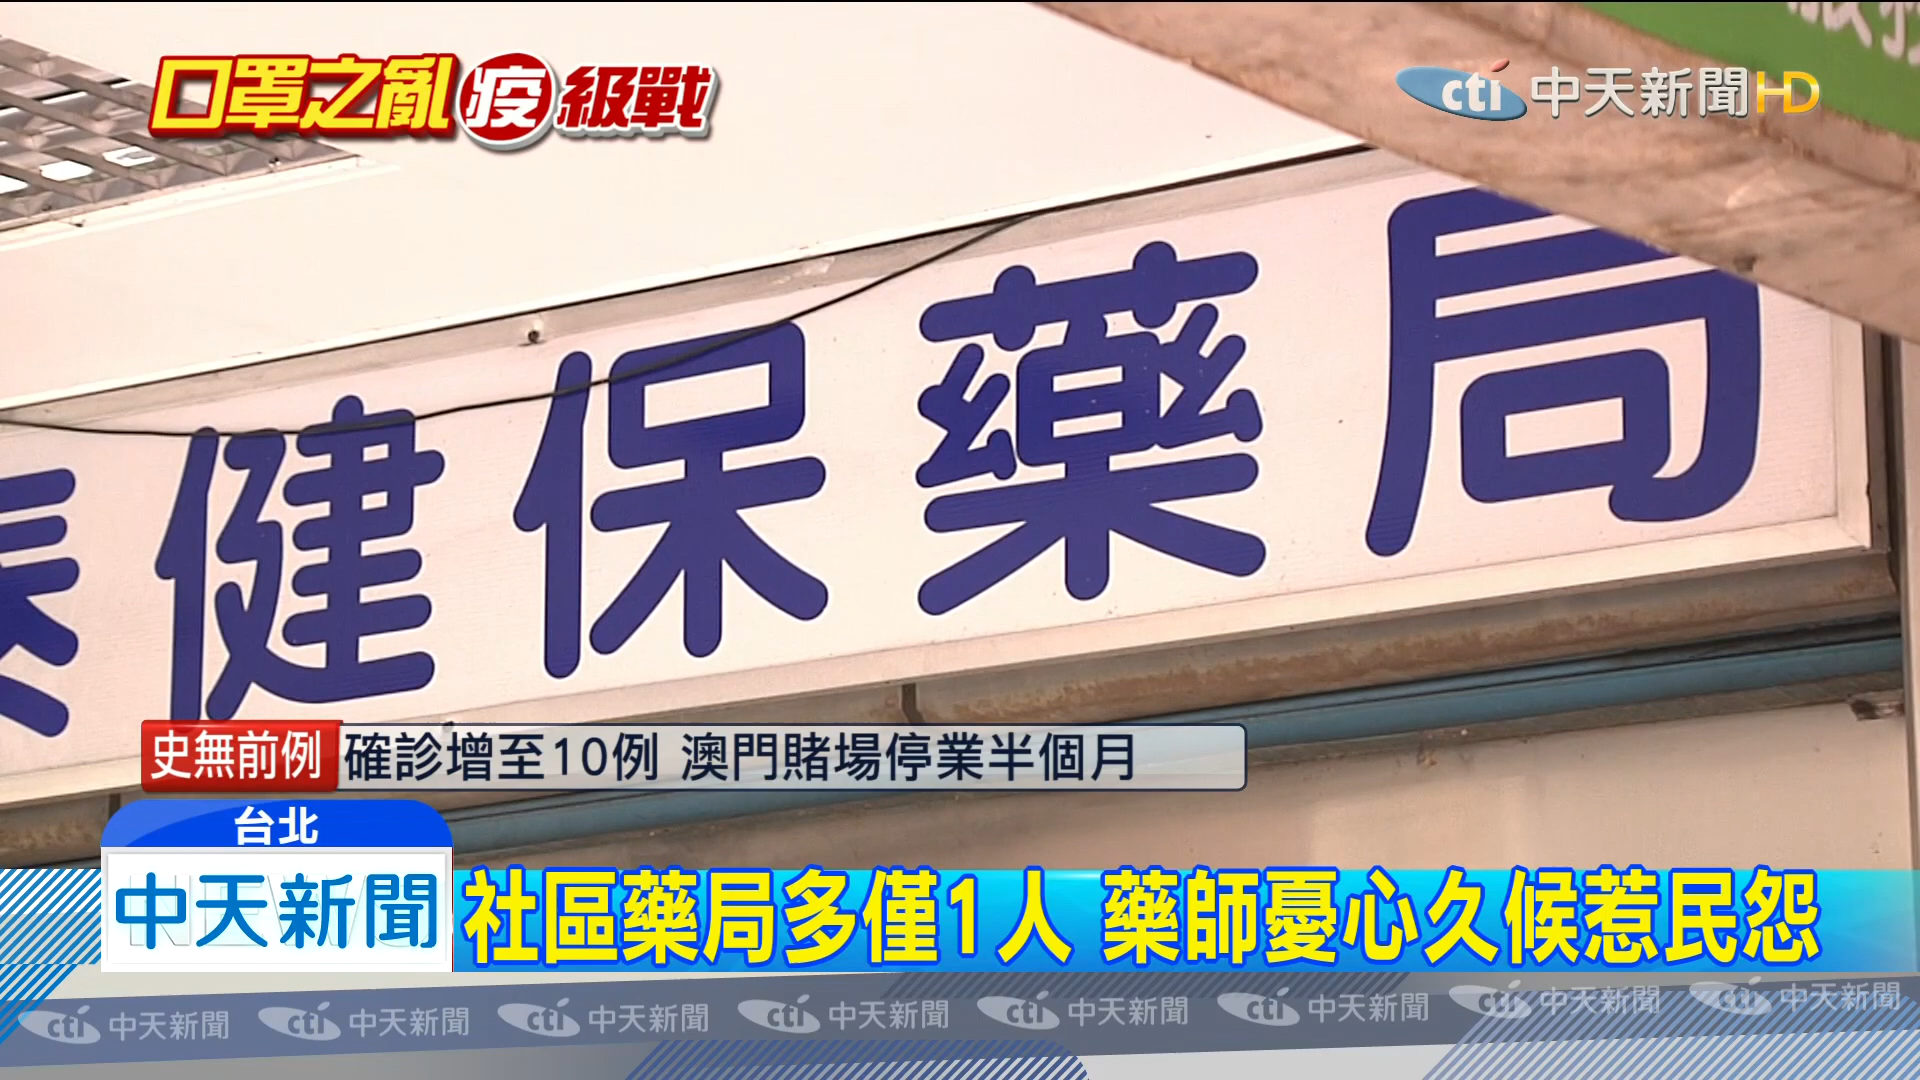 口罩之亂 疫級戰
cti 中天新聞HD
健保藥局
史無前例 確診增至10例 澳門賭場停業半個月
台北
中天新聞
社區藥局多僅1人 藥師憂心久候惹民怨
cti 中天新聞 cti 中天新聞 cti 中天新聞 cti 中天新聞 cti 中天新聞 cti 中天新聞 cti 中天新聞 cti 中天新聞